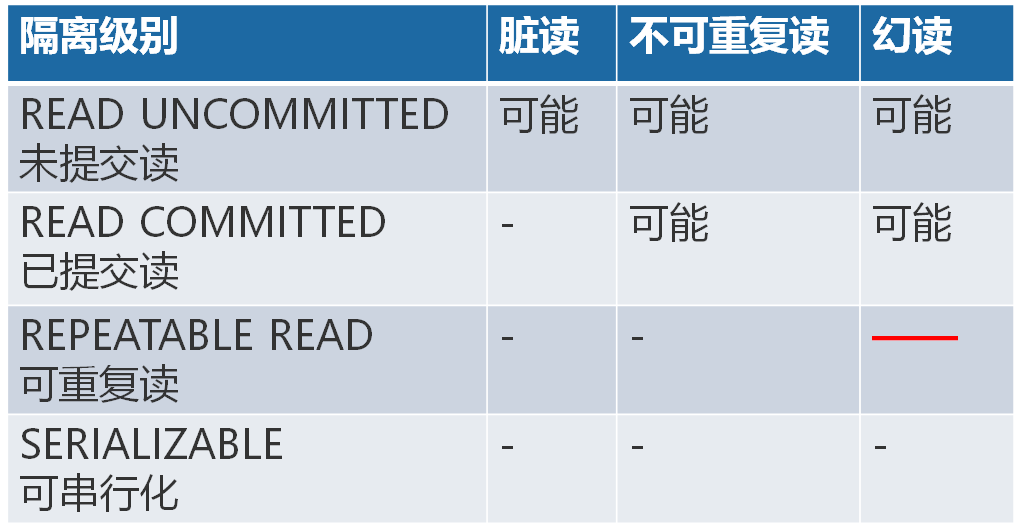 隔离级别 脏读 不可重复读 幻读
READ UNCOMMITTED 可能 可能 可能
未提交读
READ COMMITTED - 可能 可能
已提交读
REPEATABLE READ - -
可重复读
SERIALIZABLE - - -
可串行化